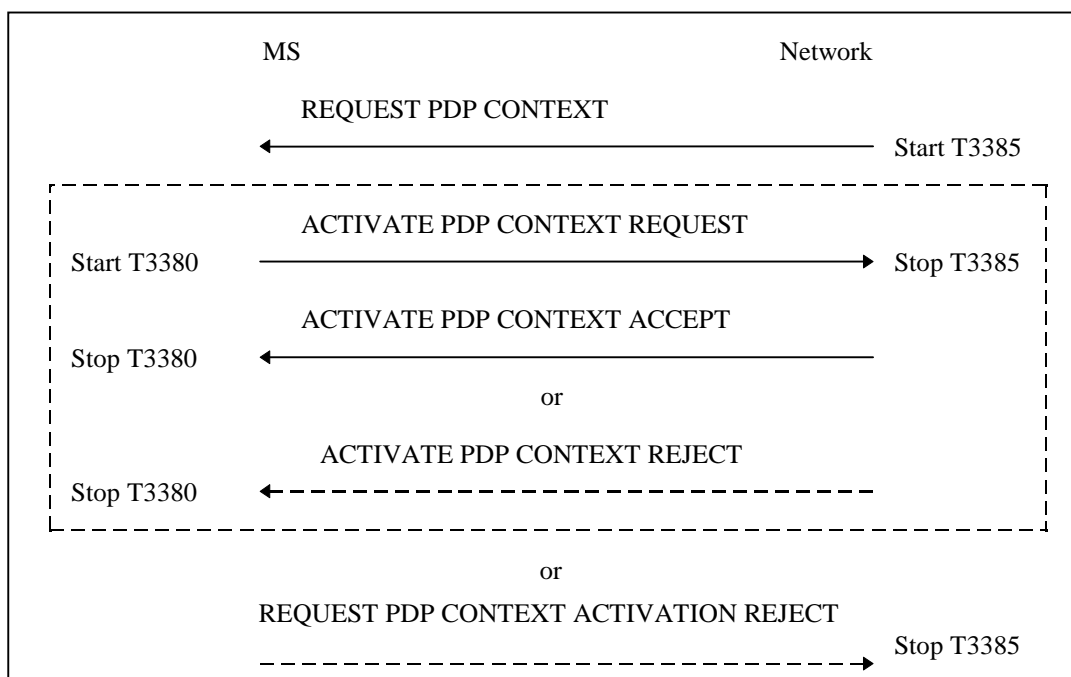 MS Network
REQUEST PDP CONTEXT
Start T3385
ACTIVATE PDP CONTEXT REQUEST
Start T3380 Stop T3385
ACTIVATE PDP CONTEXT ACCEPT
Stop T3380
or
ACTIVATE PDP CONTEXT REJECT
Stop T3380
or
REQUEST PDP CONTEXT ACTIVATION REJECT
Stop T3385